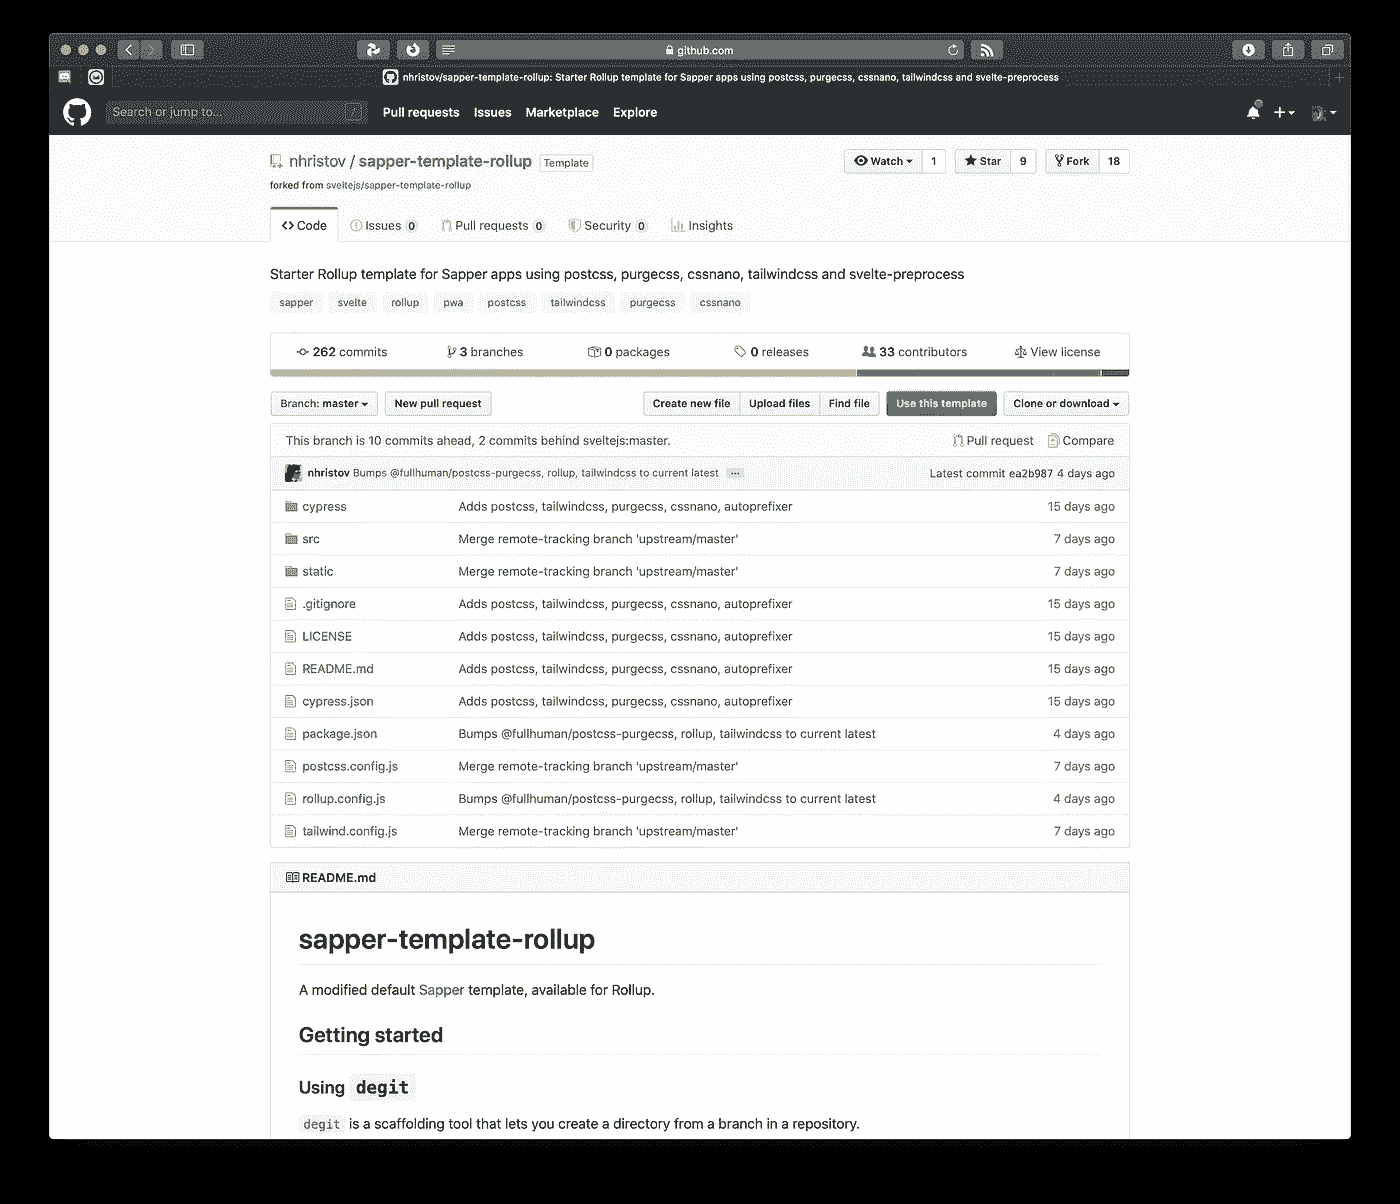 github.com
nhristov/sapper-template-rollup: Starter Rollup template for Sapper apps using postcss, purgecss, cssnano, tailwindcss and svelte-preprocess
Search or jump to... /
Pull requests Issues Marketplace Explore
nhristov / sapper-template-rollup Template
Watch 1 Star 9 Fork 18
forked from sveltejs/sapper-template-rollup
Code Issues 0 Pull requests 0 Security 0 Insights
Starter Rollup template for Sapper apps using postcss, purgecss, cssnano, tailwindcss and svelte-preprocess
sapper svelte rollup pwa postcss tailwindcss purgecss cssnano
262 commits 3 branches 0 packages 0 releases 33 contributors View license
Branch: master New pull request Create new file Upload files Find file Use this template Clone or download
This branch is 10 commits ahead, 2 commits behind sveltejs:master. Pull request Compare
nhristov Bumps @fullhuman/postcss-purgecss, rollup, tailwindcss to current latest ... Latest commit ea2b987 4 days ago
cypress Adds postcss, tailwindcss, purgecss, cssnano, autoprefixer 15 days ago
src Merge remote-tracking branch 'upstream/master' 7 days ago
static Merge remote-tracking branch 'upstream/master' 7 days ago
.gitignore Adds postcss, tailwindcss, purgecss, cssnano, autoprefixer 15 days ago
LICENSE Adds postcss, tailwindcss, purgecss, cssnano, autoprefixer 15 days ago
README.md Adds postcss, tailwindcss, purgecss, cssnano, autoprefixer 15 days ago
cypress.json Adds postcss, tailwindcss, purgecss, cssnano, autoprefixer 15 days ago
package.json Bumps @fullhuman/postcss-purgecss, rollup, tailwindcss to current latest 4 days ago
postcss.config.js Merge remote-tracking branch 'upstream/master' 7 days ago
rollup.config.js Bumps @fullhuman/postcss-purgecss, rollup, tailwindcss to current latest 4 days ago
tailwind.config.js Merge remote-tracking branch 'upstream/master' 7 days ago
README.md
sapper-template-rollup
A modified default Sapper template, available for Rollup.
Getting started
Using degit
degit is a scaffolding tool that lets you create a directory from a branch in a repository.